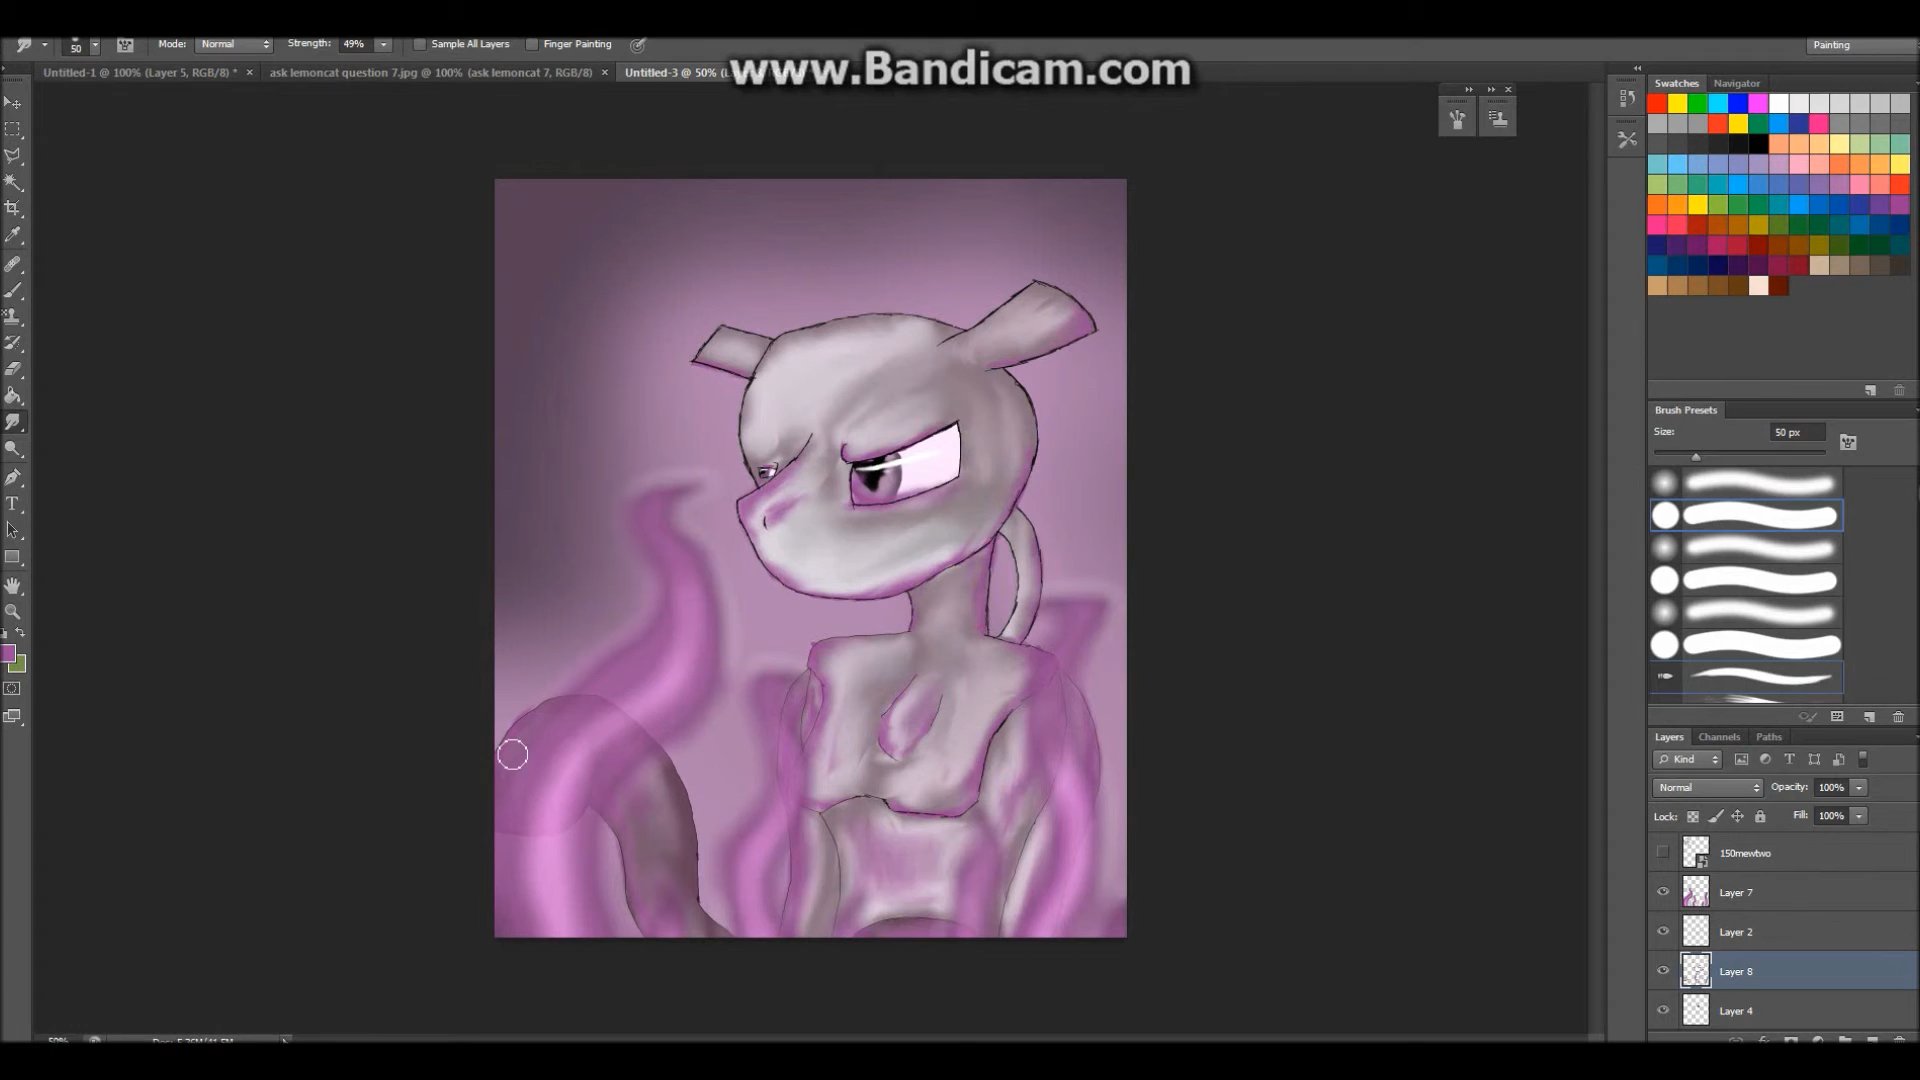 50
Mode: Normal
Strength: 49%
Sample All Layers
Finger Painting
Painting
www.Bandicam.com
Untitled-1 @ 100% (Layer 5, RGB/8) *
ask lemoncat question 7.jpg @ 100% (ask lemoncat 7, RGB/8)
Untitled-3 @ 50%
Swatches
Navigator
Brush Presets
Size:
50 px
Layers
Channels
Paths
Kind
Normal
Opacity: 100%
Lock:
Fill: 100%
150mewtwo
Layer 7
Layer 2
Layer 8
Layer 4